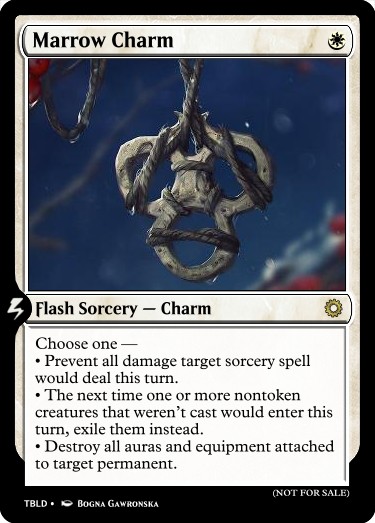 Marrow Charm
Flash Sorcery — Charm
Choose one —
• Prevent all damage target sorcery spell
would deal this turn.
• The next time one or more nontoken
creatures that weren't cast would enter this
turn, exile them instead.
• Destroy all auras and equipment attached
to target permanent.
(NOT FOR SALE)
TBLD • BOGNA GAWRONSKA